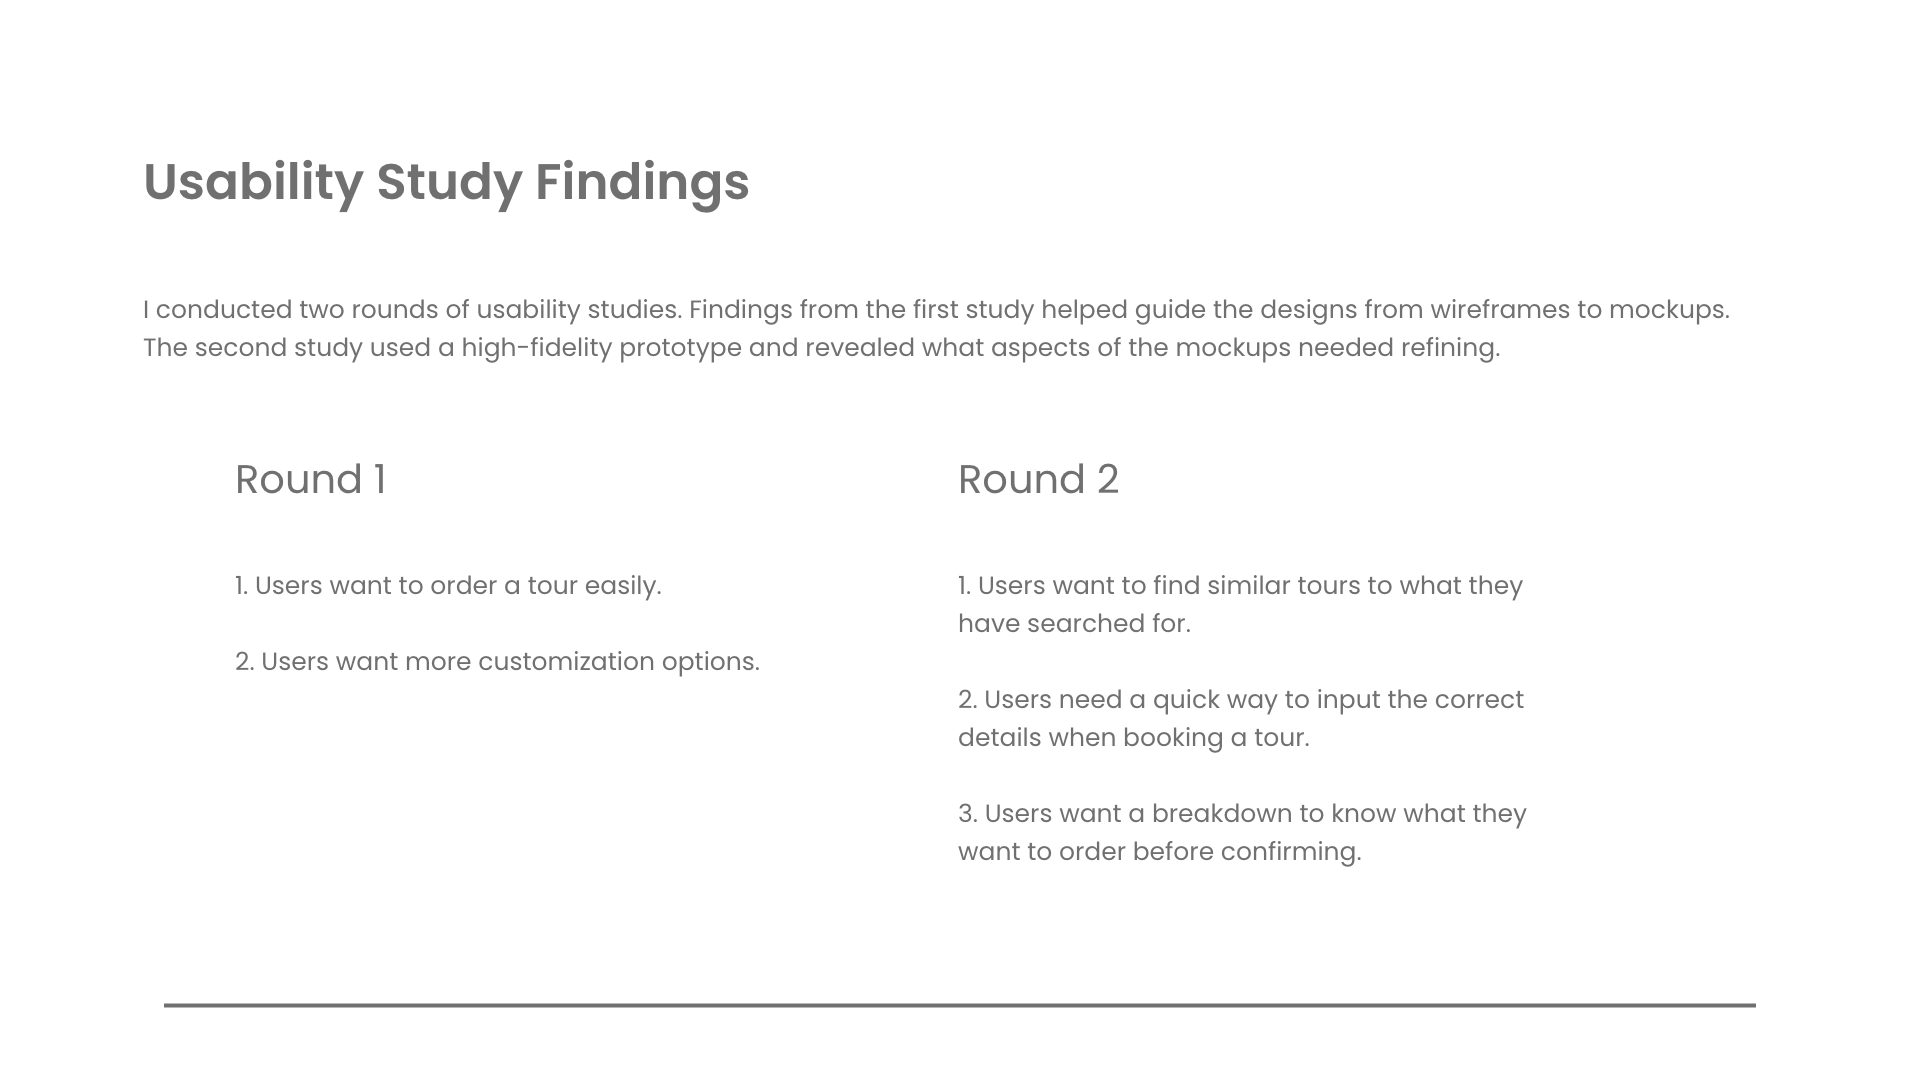 Usability Study Findings
I conducted two rounds of usability studies. Findings from the first study helped guide the designs from wireframes to mockups.
The second study used a high-fidelity prototype and revealed what aspects of the mockups needed refining.
Round 1
1. Users want to order a tour easily.
2. Users want more customization options.
Round 2
1. Users want to find similar tours to what they
have searched for.
2. Users need a quick way to input the correct
details when booking a tour.
3. Users want a breakdown to know what they
want to order before confirming.